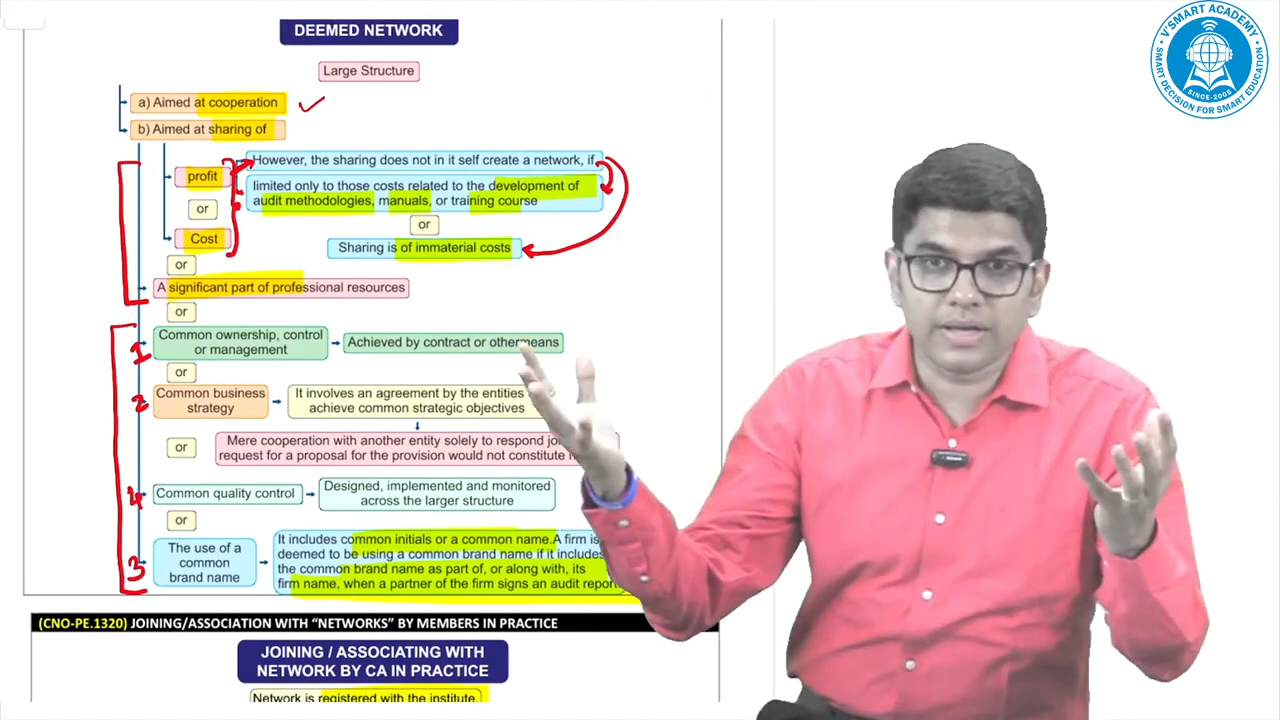 DEEMED NETWORK
Large Structure
a) Aimed at cooperation
b) Aimed at sharing of
profit
However, the sharing does not in it self create a network, if
limited only to those costs related to the development of
audit methodologies, manuals, or training course
or
or
Cost
Sharing is of immaterial costs
or
A significant part of professional resources
or
1
Common ownership, control
or management
Achieved by contract or other means
or
2
Common business
strategy
It involves an agreement by the entities
achieve common strategic objectives
or
Mere cooperation with another entity solely to respond
request for a proposal for the provision would not constitute
4
Common quality control
Designed, implemented and monitored
across the larger structure
or
3
The use of a
common
brand name
It includes common initials or a common name.A firm is
deemed to be using a common brand name if it includes
the common brand name as part of, or along with, its
firm name, when a partner of the firm signs an audit report
(CNO-PE.1320) JOINING/ASSOCIATION WITH “NETWORKS” BY MEMBERS IN PRACTICE
JOINING / ASSOCIATING WITH
NETWORK BY CA IN PRACTICE
Network is registered with the institute.
V'SMART ACADEMY
SINCE-2005
SMART DECISION FOR SMART EDUCATION